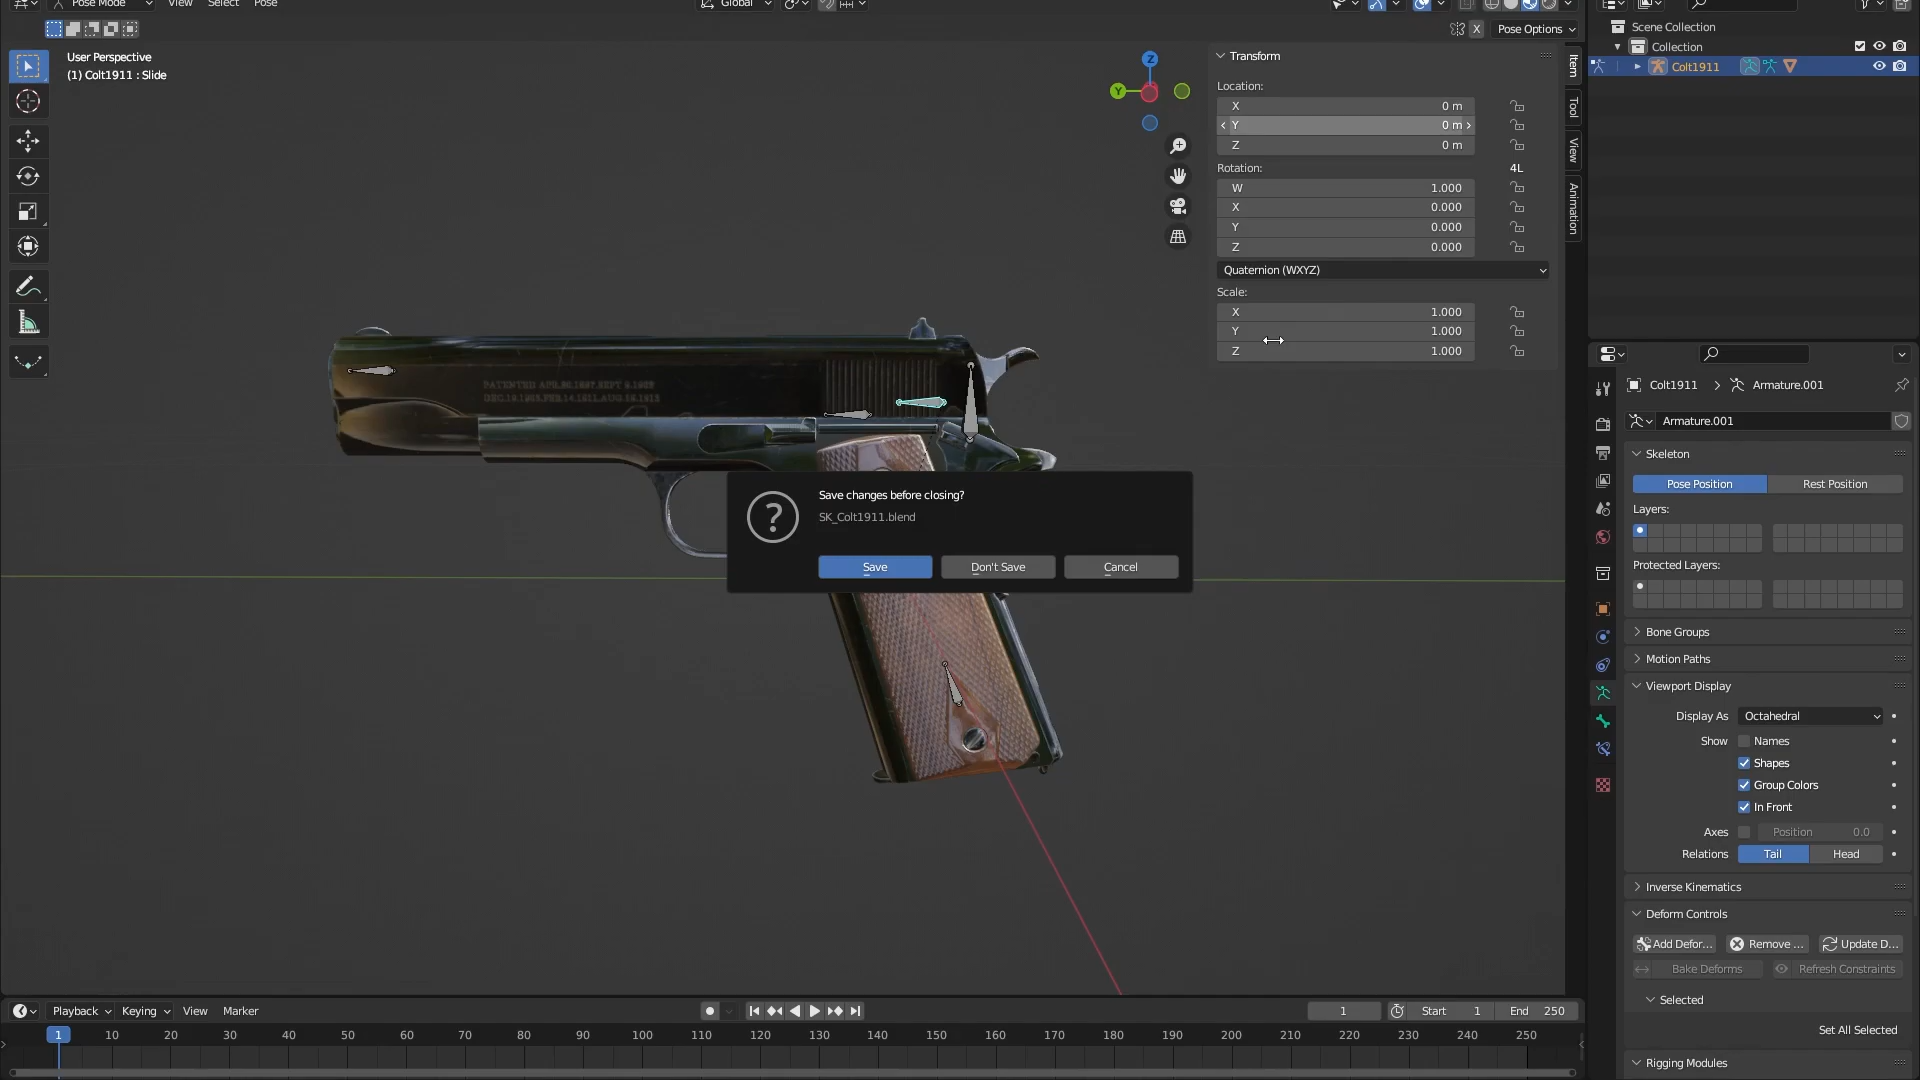 Pose Mode
View
Select
Pose
Global
X
Pose Options
User Perspective
(1) Colt1911 : Slide
Z
Y
Transform
Location:
X 0 m
Y 0 m
Z 0 m
Rotation: 4L
W 1.000
X 0.000
Y 0.000
Z 0.000
Quaternion (WXYZ)
Scale:
X 1.000
Y 1.000
Z 1.000
Item
Tool
View
Animation
Scene Collection
Collection
Colt1911
PATENTED
Save changes before closing?
SK_Colt1911.blend
Save
Don't Save
Cancel
Colt1911 > Armature.001
Armature.001
Skeleton
Pose Position
Rest Position
Layers:
Protected Layers:
Bone Groups
Motion Paths
Viewport Display
Display As Octahedral
Show Names
Shapes
Group Colors
In Front
Axes Position 0.0
Relations Tail Head
Inverse Kinematics
Deform Controls
Add Defor...
Remove ...
Update D...
Bake Deforms
Refresh Constraints
Selected
Set All Selected
Rigging Modules
Playback
Keying
View
Marker
1
Start 1
End 250
1 10 20 30 40 50 60 70 80 90 100 110 120 130 140 150 160 170 180 190 200 210 220 230 240 250